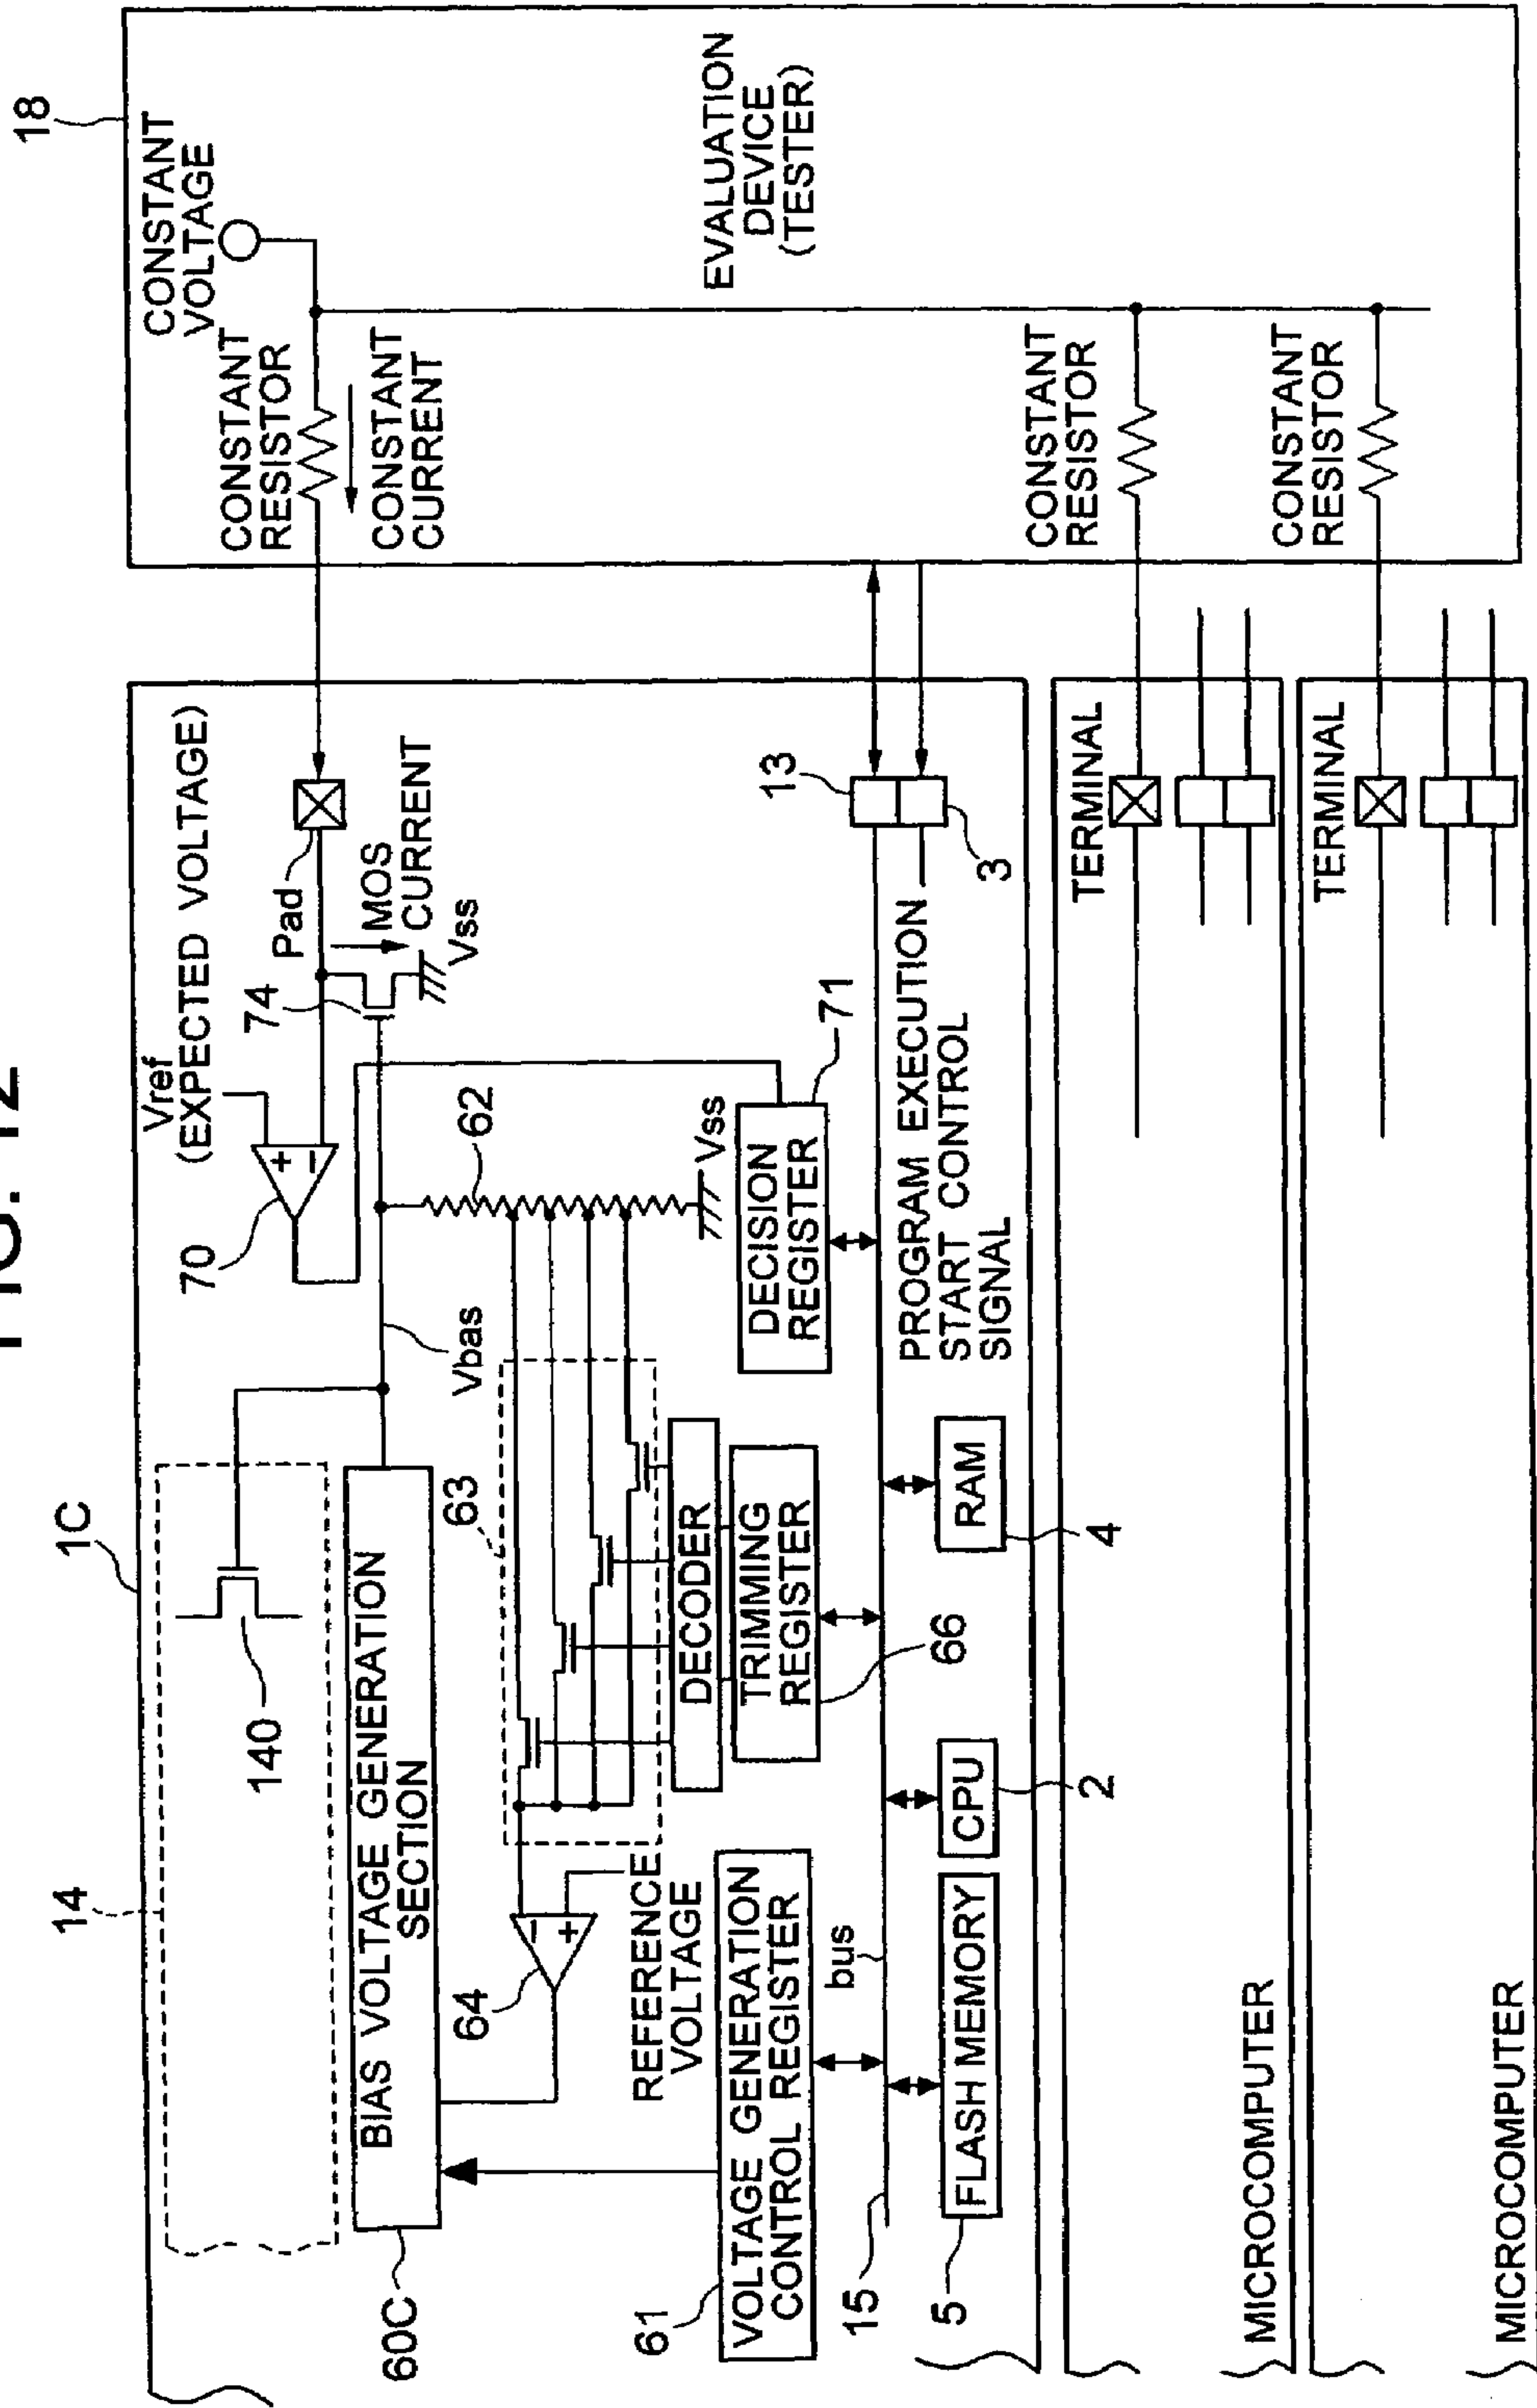 FIG. 12
18
CONSTANT
VOLTAGE
CONSTANT
RESISTOR
CONSTANT
CURRENT
EVALUATION
DEVICE
(TESTER)
CONSTANT
RESISTOR
CONSTANT
RESISTOR
1C
14
140
BIAS VOLTAGE GENERATION
SECTION
60C
Vref
(EXPECTED VOLTAGE)
70
74
Pad
MOS
CURRENT
Vss
Vbas
62
Vss
63
64
REFERENCE
VOLTAGE
DECODER
TRIMMING
REGISTER
66
DECISION
REGISTER
71
61
VOLTAGE GENERATION
CONTROL REGISTER
13
3
PROGRAM EXECUTION
START CONTROL
SIGNAL
bus
15
5
FLASH MEMORY
CPU
2
RAM
4
TERMINAL
MICROCOMPUTER
TERMINAL
MICROCOMPUTER